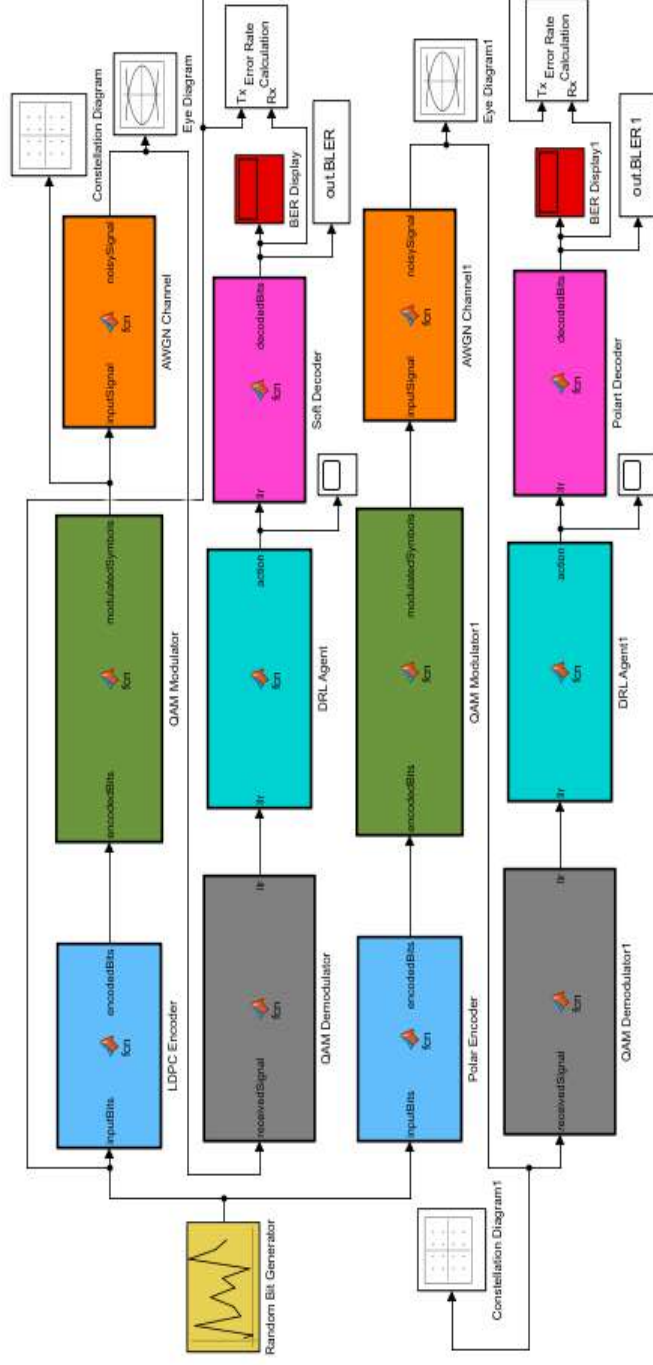 Random Bit Generator
inputBits
encodedBits
fcn
LDPC Encoder
encodedBits
modulatedSymbols
fcn
QAM Modulator
inputSignal
noisySignal
fcn
AWGN Channel
Constellation Diagram
Eye Diagram
receivedSignal
llr
fcn
QAM Demodulator
llr
action
fcn
DRL Agent
llr
decodedBits
fcn
Soft Decoder
BER Display
Tx
Error Rate
Calculation
Rx
out.BLER
inputBits
encodedBits
fcn
Polar Encoder
encodedBits
modulatedSymbols
fcn
QAM Modulator1
inputSignal
noisySignal
fcn
AWGN Channel1
Eye Diagram1
Constellation Diagram1
receivedSignal
llr
fcn
QAM Demodulator1
llr
action
fcn
DRL Agent1
llr
decodedBits
fcn
Polart Decoder
BER Display1
Tx
Error Rate
Calculation
Rx
out.BLER1